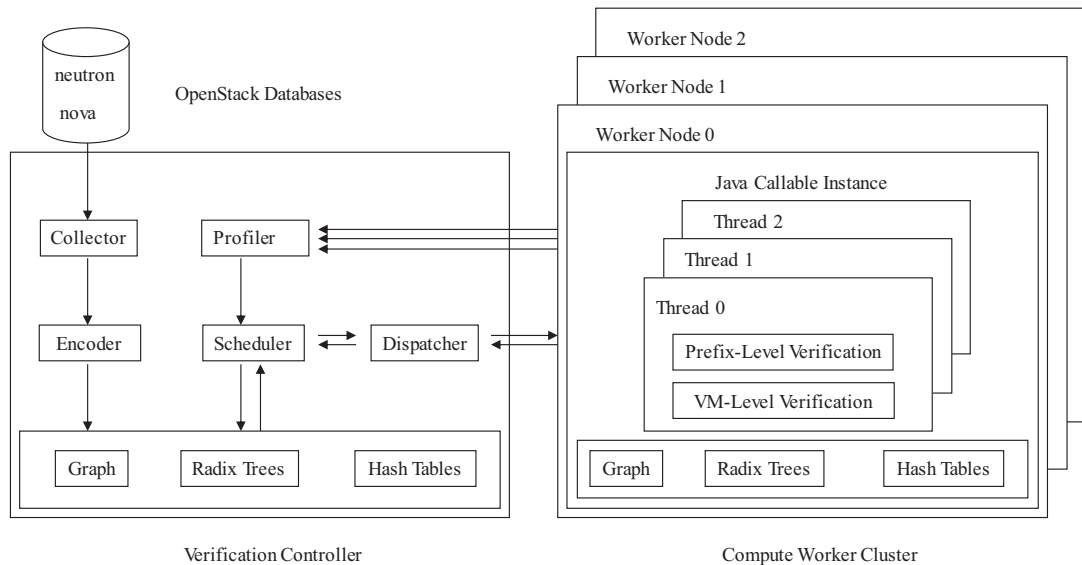 neutron
nova
OpenStack Databases
Collector
Profiler
Encoder
Scheduler
Dispatcher
Graph
Radix Trees
Hash Tables
Verification Controller
Worker Node 2
Worker Node 1
Worker Node 0
Java Callable Instance
Thread 2
Thread 1
Thread 0
Prefix-Level Verification
VM-Level Verification
Graph
Radix Trees
Hash Tables
Compute Worker Cluster